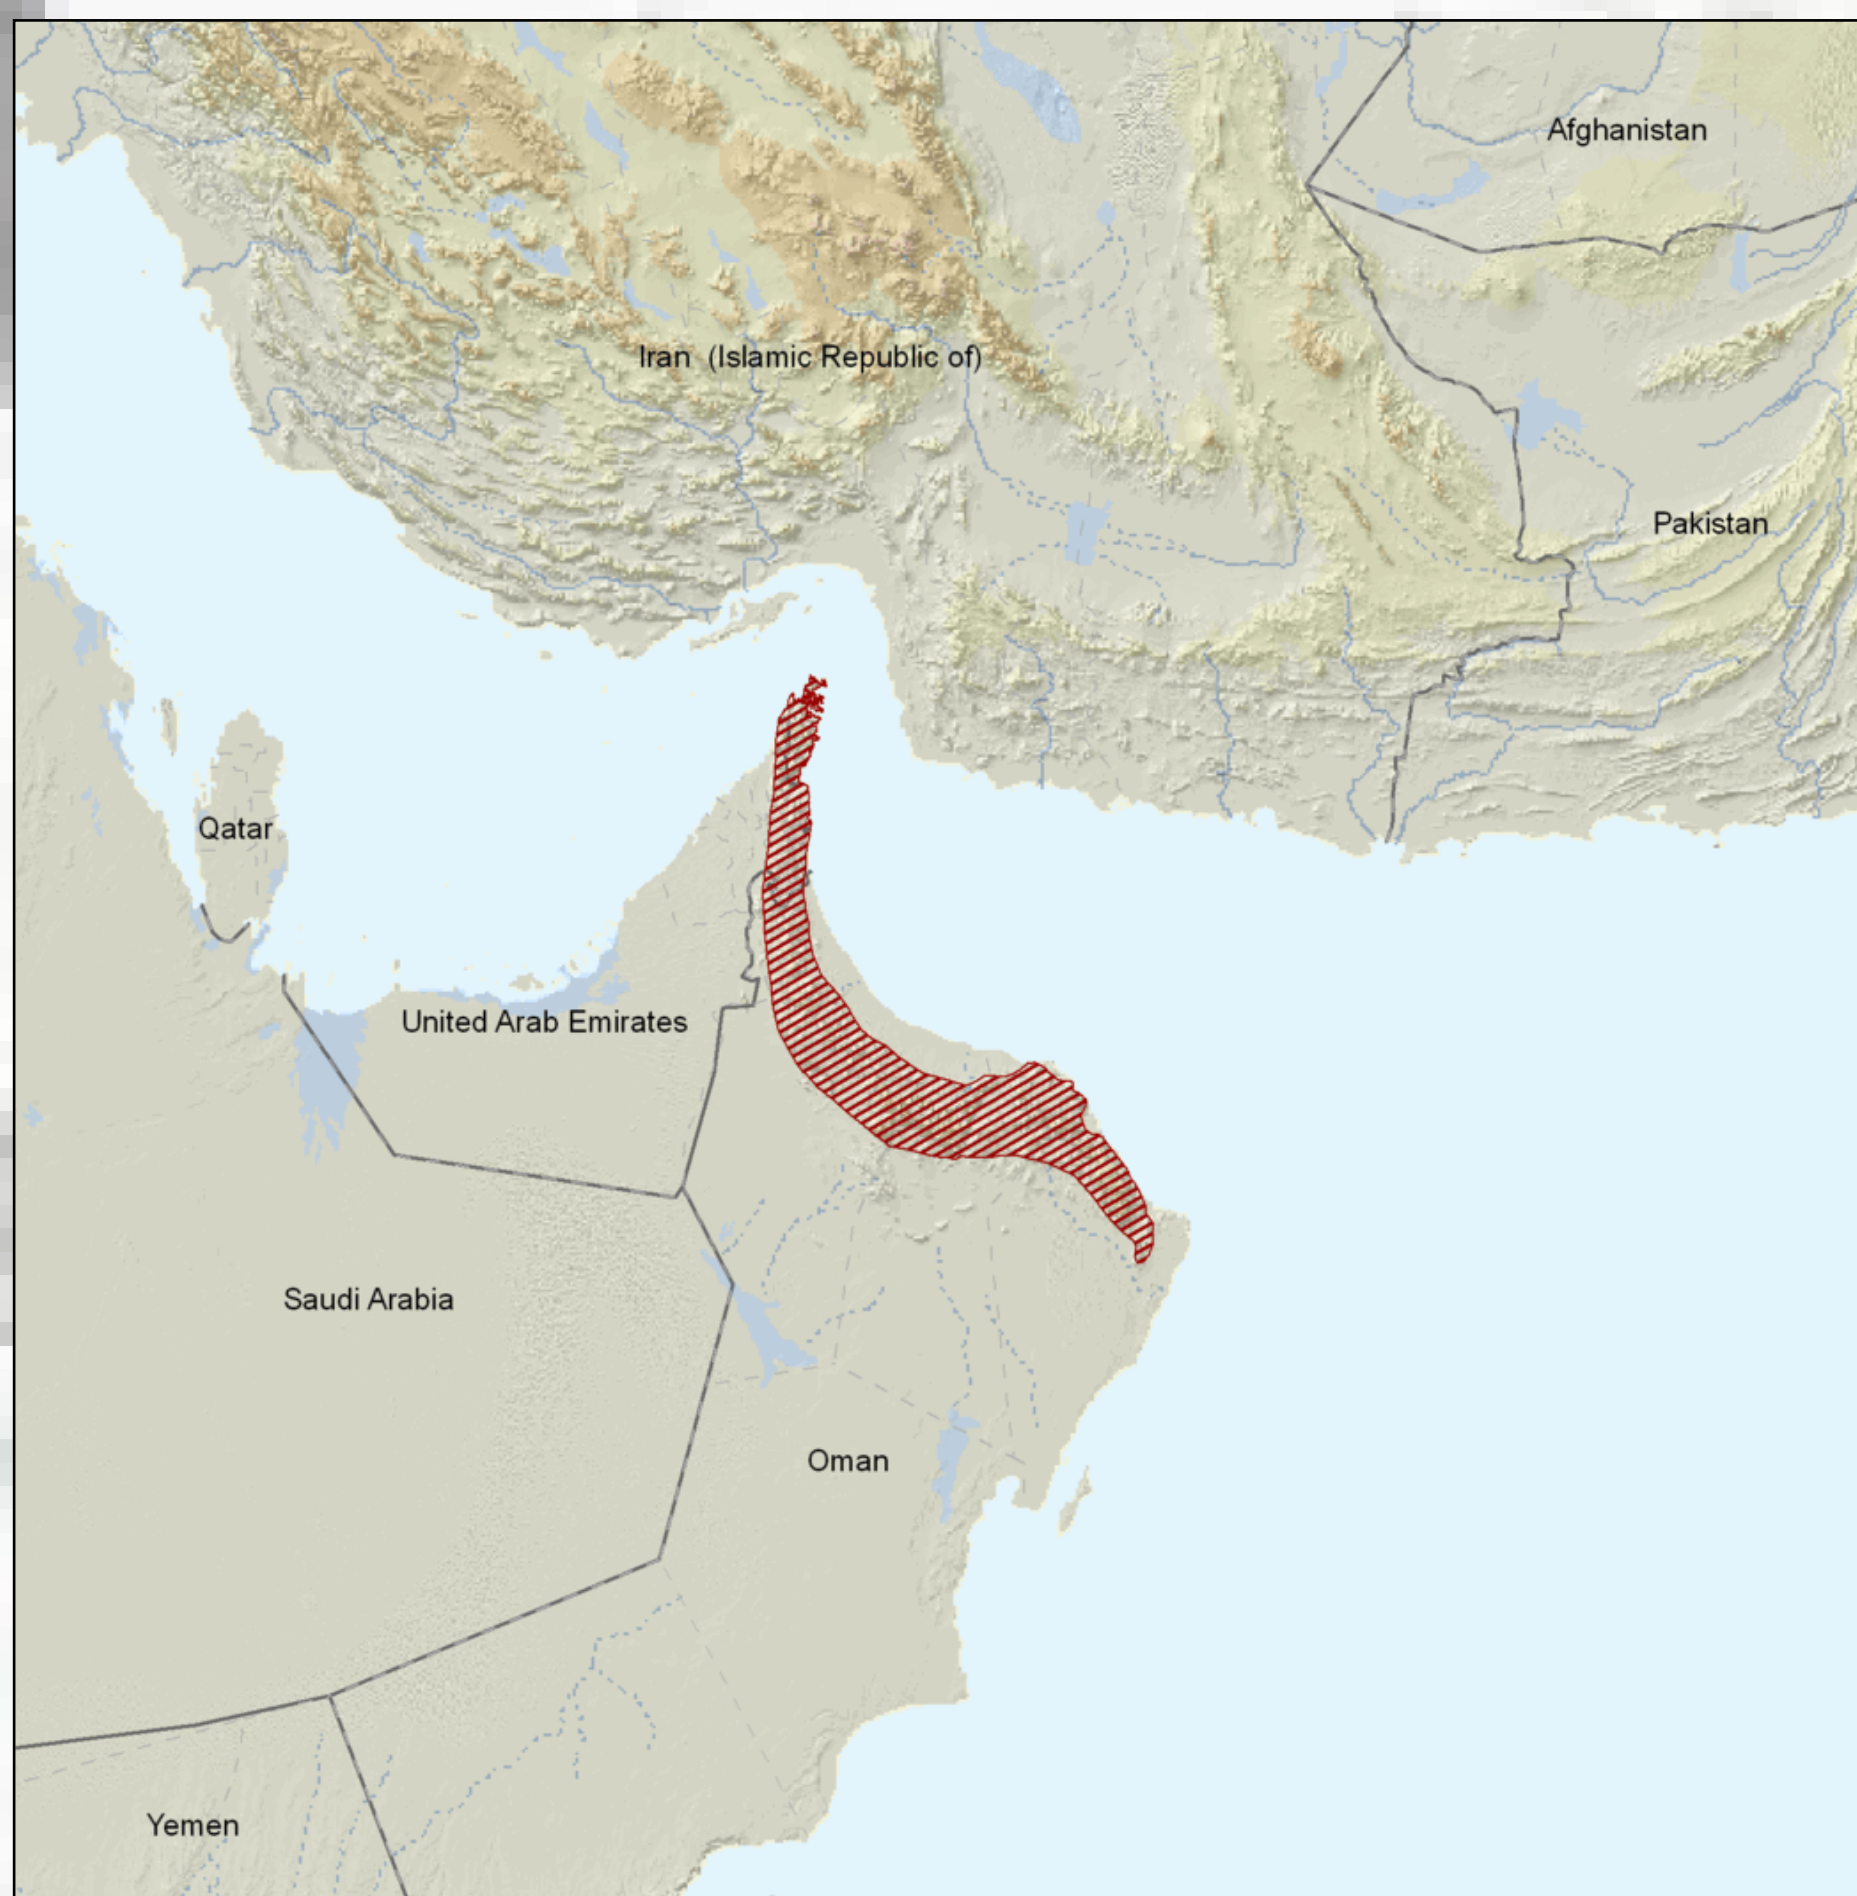 Afghanistan
Iran (Islamic Republic of)
Pakistan
Qatar
United Arab Emirates
Saudi Arabia
Oman
Yemen